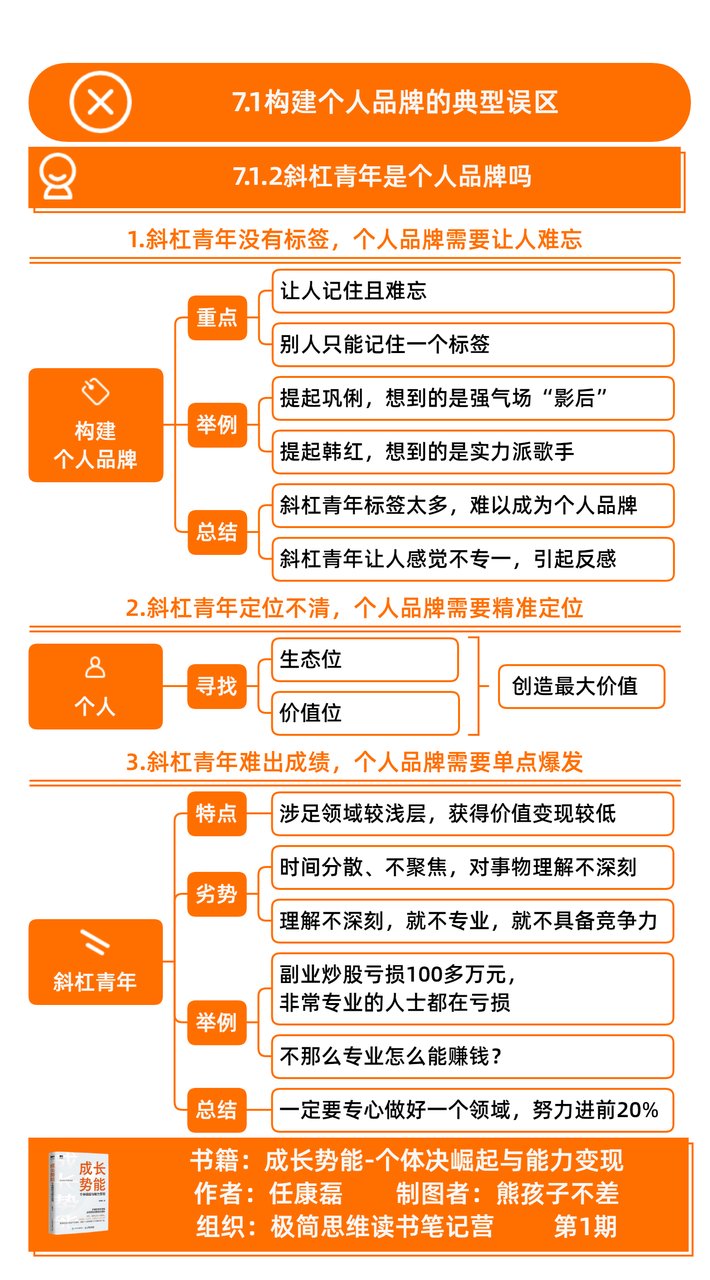 7.1构建个人品牌的典型误区
7.1.2斜杠青年是个人品牌吗
1.斜杠青年没有标签，个人品牌需要让人难忘
构建
个人品牌
重点
让人记住且难忘
别人只能记住一个标签
举例
提起巩俐，想到的是强气场“影后”
提起韩红，想到的是实力派歌手
总结
斜杠青年标签太多，难以成为个人品牌
斜杠青年让人感觉不专一，引起反感
2.斜杠青年定位不清，个人品牌需要精准定位
个人
寻找
生态位
价值位
创造最大价值
3.斜杠青年难出成绩，个人品牌需要单点爆发
斜杠青年
特点
涉足领域较浅层，获得价值变现较低
劣势
时间分散、不聚焦，对事物理解不深刻
理解不深刻，就不专业，就不具备竞争力
举例
副业炒股亏损100多万元，
非常专业的人士都在亏损
不那么专业怎么能赚钱？
总结
一定要专心做好一个领域，努力进前20%
成长
势能
书籍：成长势能-个体决崛起与能力变现
作者：任康磊 制图者：熊孩子不差
组织：极简思维读书笔记营 第1期